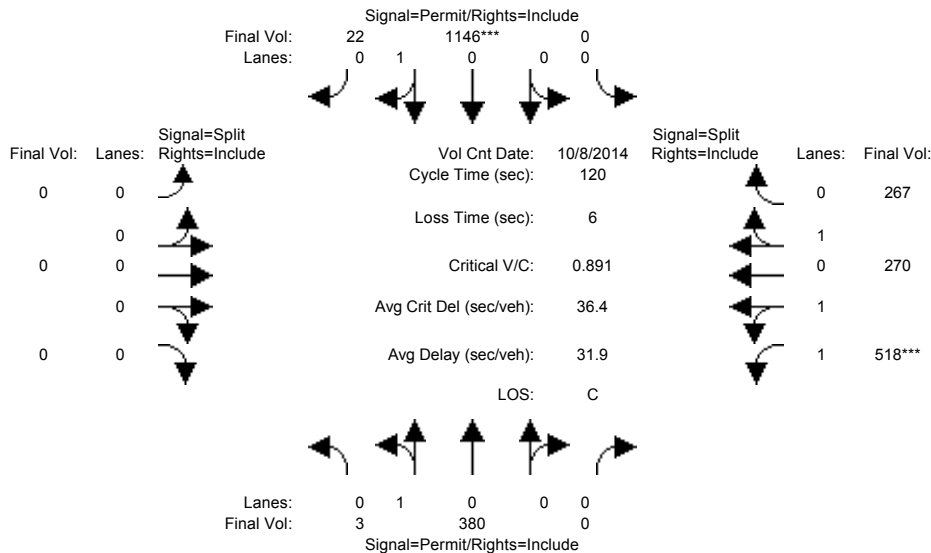 Signal=Permit/Rights=Include
Final Vol: 22 1146*** 0
Lanes: 0 1 0 0 0
Signal=Split Signal=Split
Final Vol: Lanes: Rights=Include Vol Cnt Date: 10/8/2014 Rights=Include Lanes: Final Vol:
Cycle Time (sec): 120
0 0 0 267
Loss Time (sec): 6
0 1
0 0 Critical V/C: 0.891 0 270
0 Avg Crit Del (sec/veh): 36.4 1
0 0 Avg Delay (sec/veh): 31.9 1 518***
LOS: C
Lanes: 0 1 0 0 0
Final Vol: 3 380 0
Signal=Permit/Rights=Include